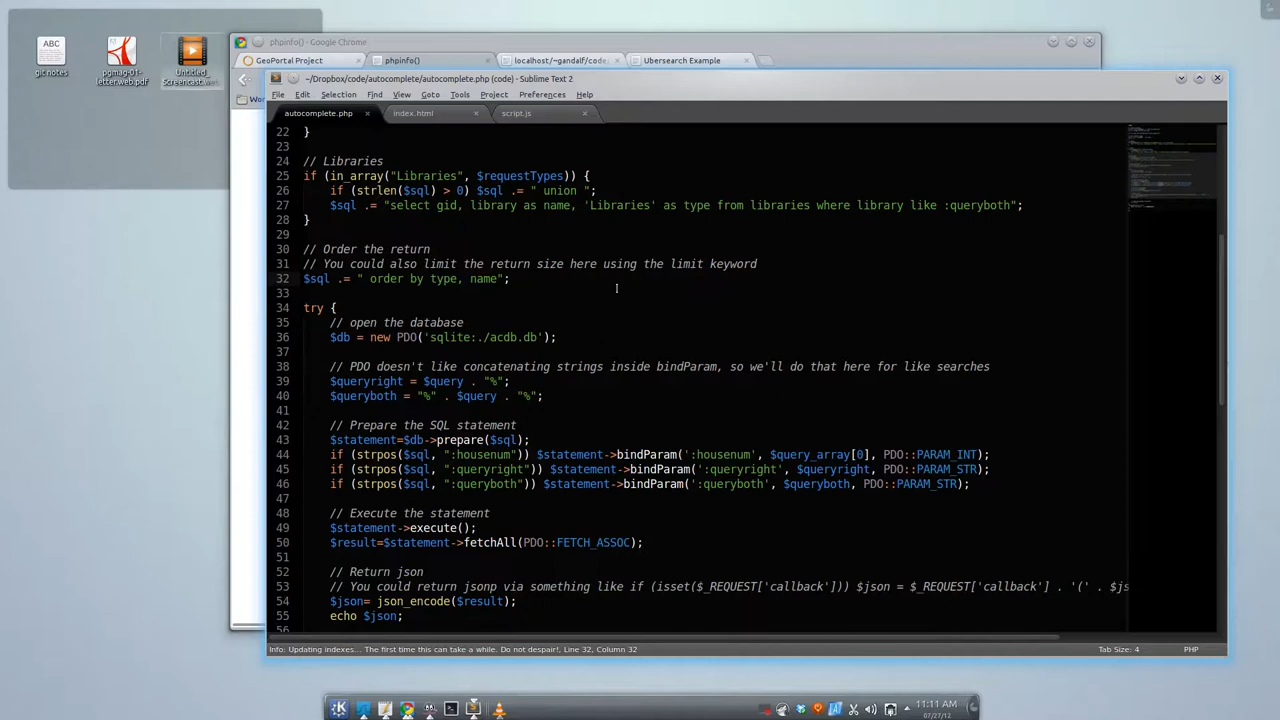 ABC
git.notes
pgmag-01-
letter.web.pdf
Untitled_
Screencast.we
phpinfo() - Google Chrome
GeoPortal Project
phpinfo()
localhost/~gandalf/code/
Ubersearch Example
~/Dropbox/code/autocomplete/autocomplete.php (code) - Sublime Text 2
File Edit Selection Find View Goto Tools Project Preferences Help
autocomplete.php
index.html
script.js
22 }
23
24 // Libraries
25 if (in_array("Libraries", $requestTypes)) {
26 if (strlen($sql) > 0) $sql .= " union ";
27 $sql .= "select id, library as name, 'Libraries' as type from libraries where library like :queryboth";
28 }
29
30 // Order the return
31 // You could also limit the return size here using the limit keyword
32 $sql .= " order by type, name";
33
34 try {
35 // open the database
36 $db = new PDO('sqlite:./acdb.db');
37
38 // PDO doesn't like concatenating strings inside bindParam, so we'll do that here for like searches
39 $queryright = $query . "%";
40 $queryboth = "%" . $query . "%";
41
42 // Prepare the SQL statement
43 $statement=$db->prepare($sql);
44 if (strpos($sql, ":housenum")) $statement->bindParam(':housenum', $query_array[0], PDO::PARAM_INT);
45 if (strpos($sql, ":queryright")) $statement->bindParam(':queryright', $queryright, PDO::PARAM_STR);
46 if (strpos($sql, ":queryboth")) $statement->bindParam(':queryboth', $queryboth, PDO::PARAM_STR);
47
48 // Execute the statement
49 $statement->execute();
50 $result=$statement->fetchAll(PDO::FETCH_ASSOC);
51
52 // Return json
53 // You could return jsonp via something like if (isset($_REQUEST['callback'])) $json = $_REQUEST['callback'] . '(' . $js
54 $json= json_encode($result);
55 echo $json;
56
Info: Updating indexes... The first time this can take a while. Do not despair!, Line 32, Column 32
Tab Size: 4
PHP
11:11 AM
07/27/12